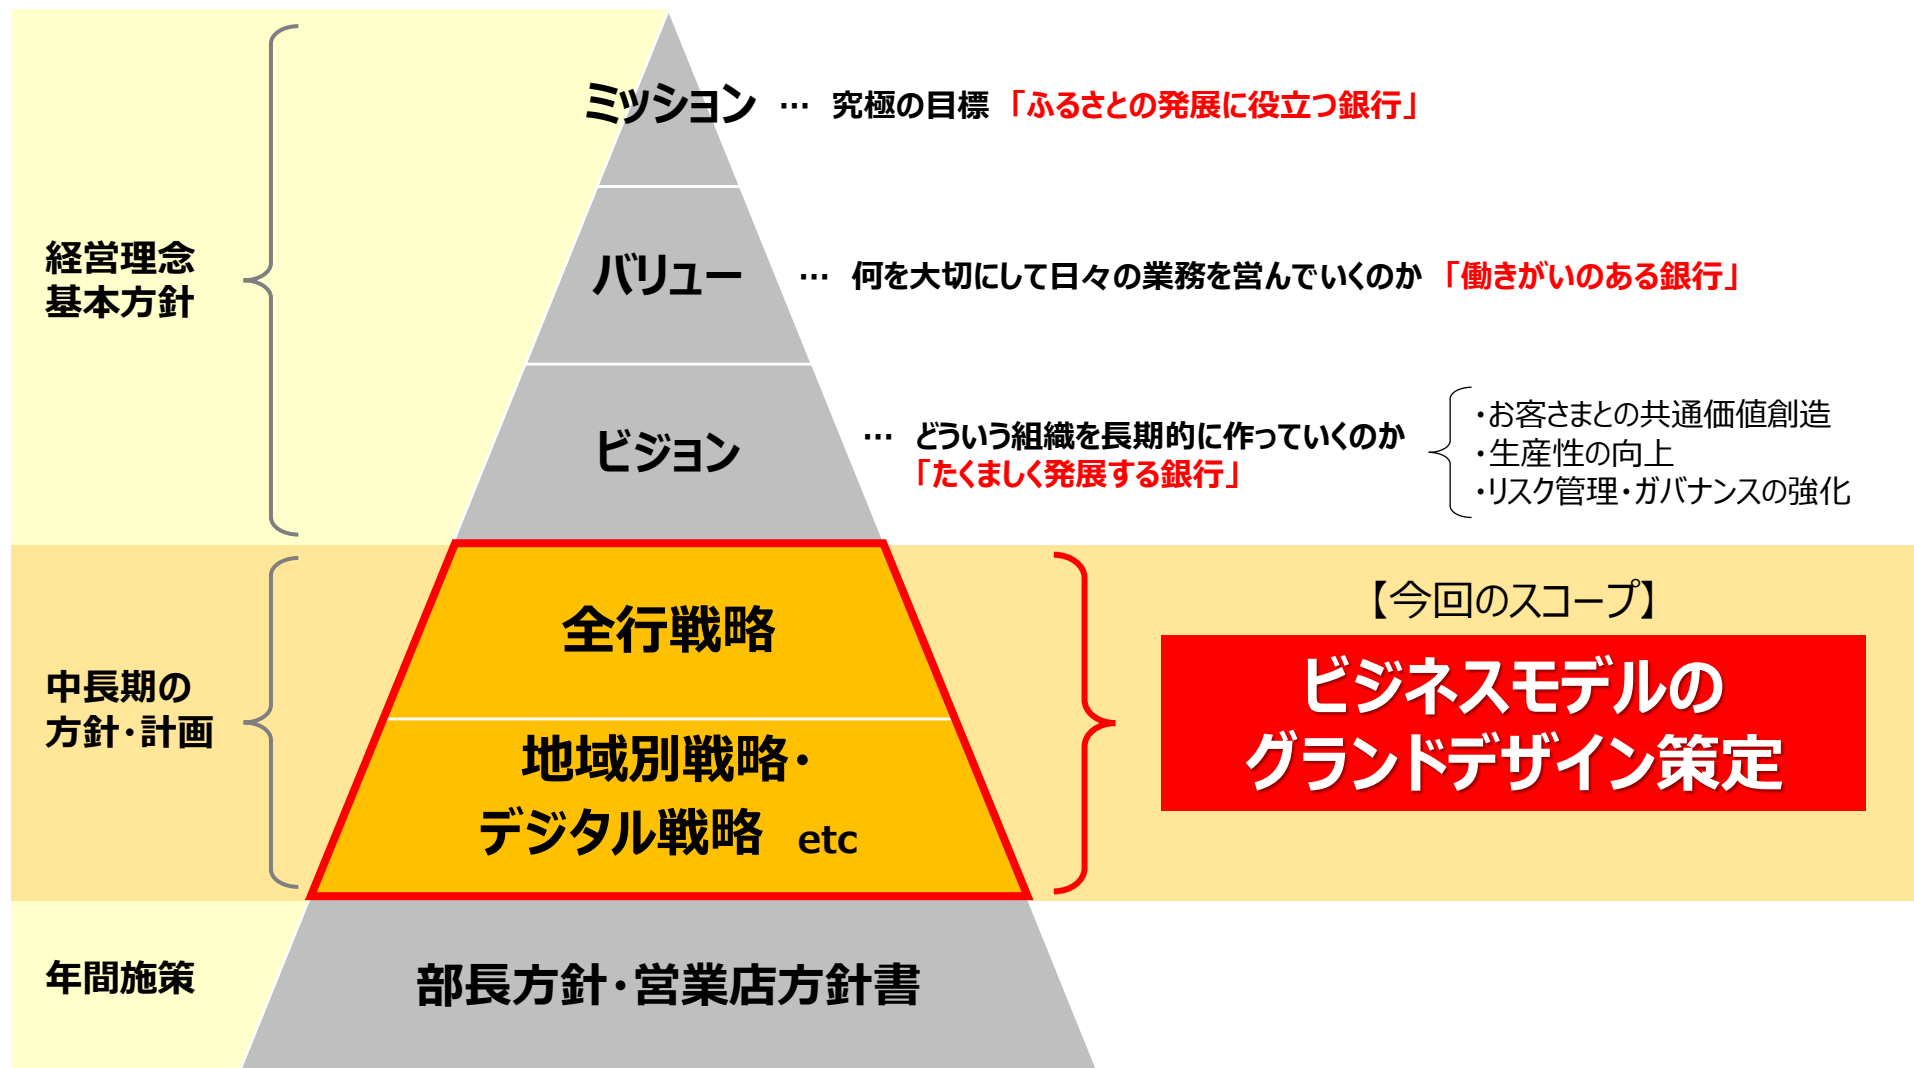 ミッション … 究極の目標 「ふるさとの発展に役立つ銀行」
経営理念
基本方針
バリュー … 何を大切にして日々の業務を営んでいくのか 「働きがいのある銀行」
ビジョン … どういう組織を長期的に作っていくのか
「たくましく発展する銀行」
・お客さまとの共通価値創造
・生産性の向上
・リスク管理・ガバナンスの強化
中長期の
方針・計画
全行戦略
地域別戦略・
デジタル戦略 etc
【今回のスコープ】
ビジネスモデルの
グランドデザイン策定
年間施策
部長方針・営業店方針書